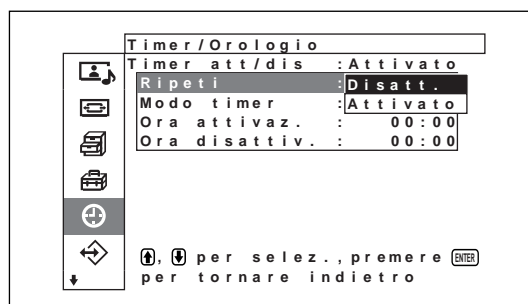 Timer/Orologio
Timer att/dis :Attivato
Ripeti :Disatt.
Modo timer :Attivato
Ora attivaz. : 00:00
Ora disattiv. : 00:00
, per selez., premere ENTER
per tornare indietro